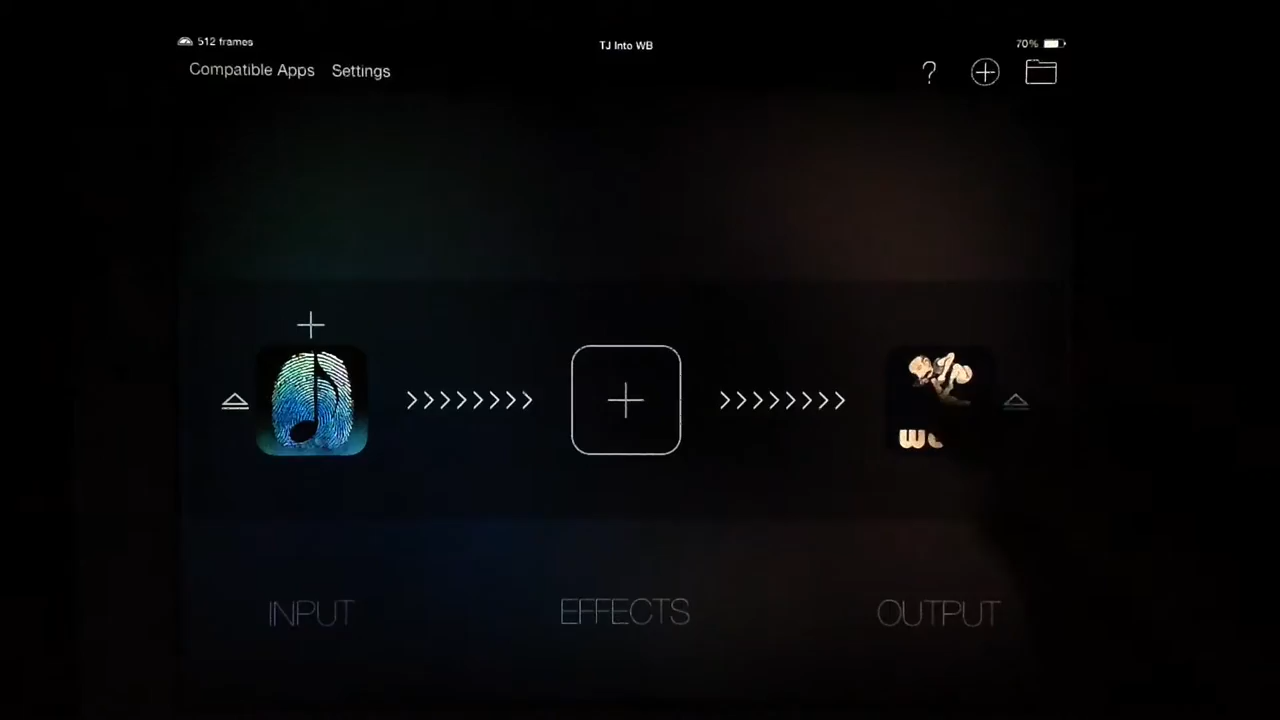 512 frames
TJ Into WB
70%
Compatible Apps
Settings
?
INPUT
EFFECTS
OUTPUT